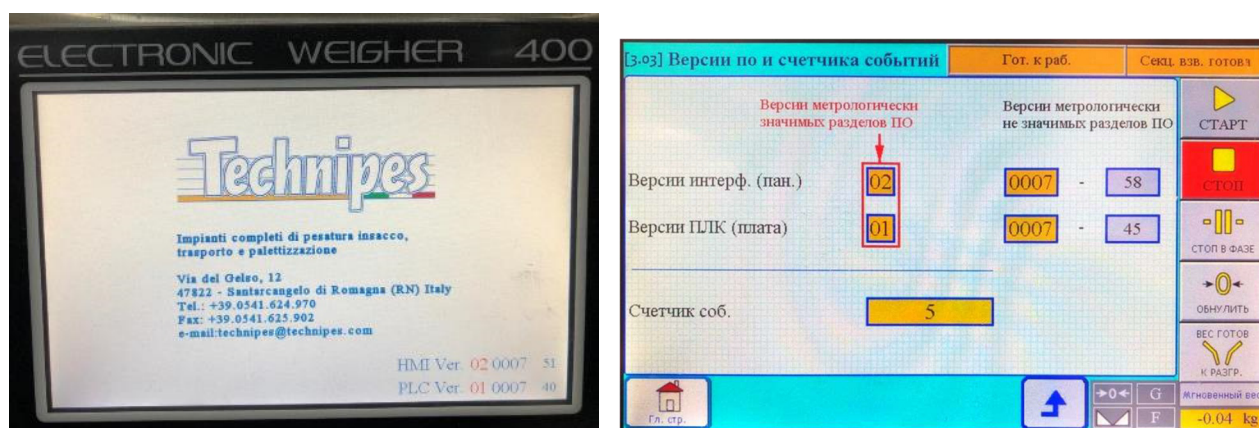 ELECTRONIC WEIGHER 400
Technipes
Impianti completi di pesatura insacco,
trasporto e palettizzazione
Via del Gelso, 12
47822 - Santarcangelo di Romagna (RN) Italy
Tel.: +39.0541.624.970
Fax: +39.0541.625.902
e-mail:technipes@technipes.com
HMI Ver. 02 0007 51
PLC Ver. 01 0007 40
[3.03] Версии по и счетчика событий
Гот. к раб.
Секц. взв. готова
Версии метрологически
значимых разделов ПО
Версии метрологически
не значимых разделов ПО
Версии интерф. (пан.) 02 0007 - 58
Версии ПЛК (плата) 01 0007 - 45
Счетчик соб. 5
СТАРТ
СТОП
СТОП В ФАЗЕ
0
ОБНУЛИТЬ
ВЕС ГОТОВ
К РАЗГР.
Гл. стр.
0 G
F
Мгновенный вес
-0.04 kg